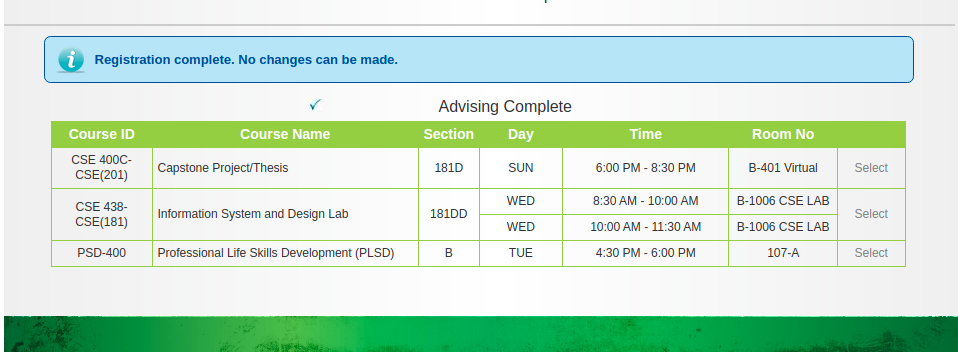 Registration complete. No changes can be made.
Advising Complete
Course ID Course Name Section Day Time Room No
CSE 400C-CSE(201) Capstone Project/Thesis 181D SUN 6:00 PM - 8:30 PM B-401 Virtual Select
CSE 438-CSE(181) Information System and Design Lab 181DD WED 8:30 AM - 10:00 AM B-1006 CSE LAB Select
WED 10:00 AM - 11:30 AM B-1006 CSE LAB
PSD-400 Professional Life Skills Development (PLSD) B TUE 4:30 PM - 6:00 PM 107-A Select